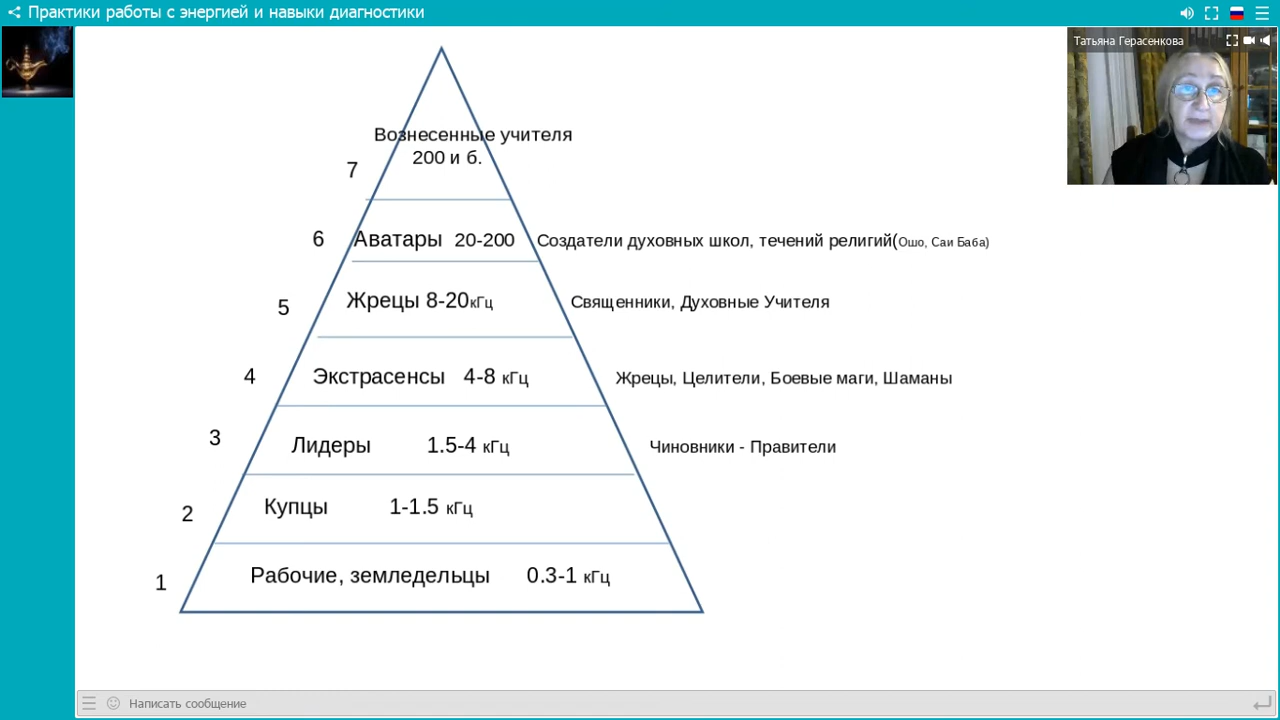 Практики работы с энергией и навыки диагностики
Татьяна Герасенкова
Вознесенные учителя
200 и б.
7
6 Аватары 20-200 Создатели духовных школ, течений религий(Ошо, Саи Баба)
5 Жрецы 8-20кГц Священники, Духовные Учителя
4 Экстрасенсы 4-8 кГц Жрецы, Целители, Боевые маги, Шаманы
3 Лидеры 1.5-4 кГц Чиновники - Правители
2 Купцы 1-1.5 кГц
1 Рабочие, земледельцы 0.3-1 кГц
Написать сообщение